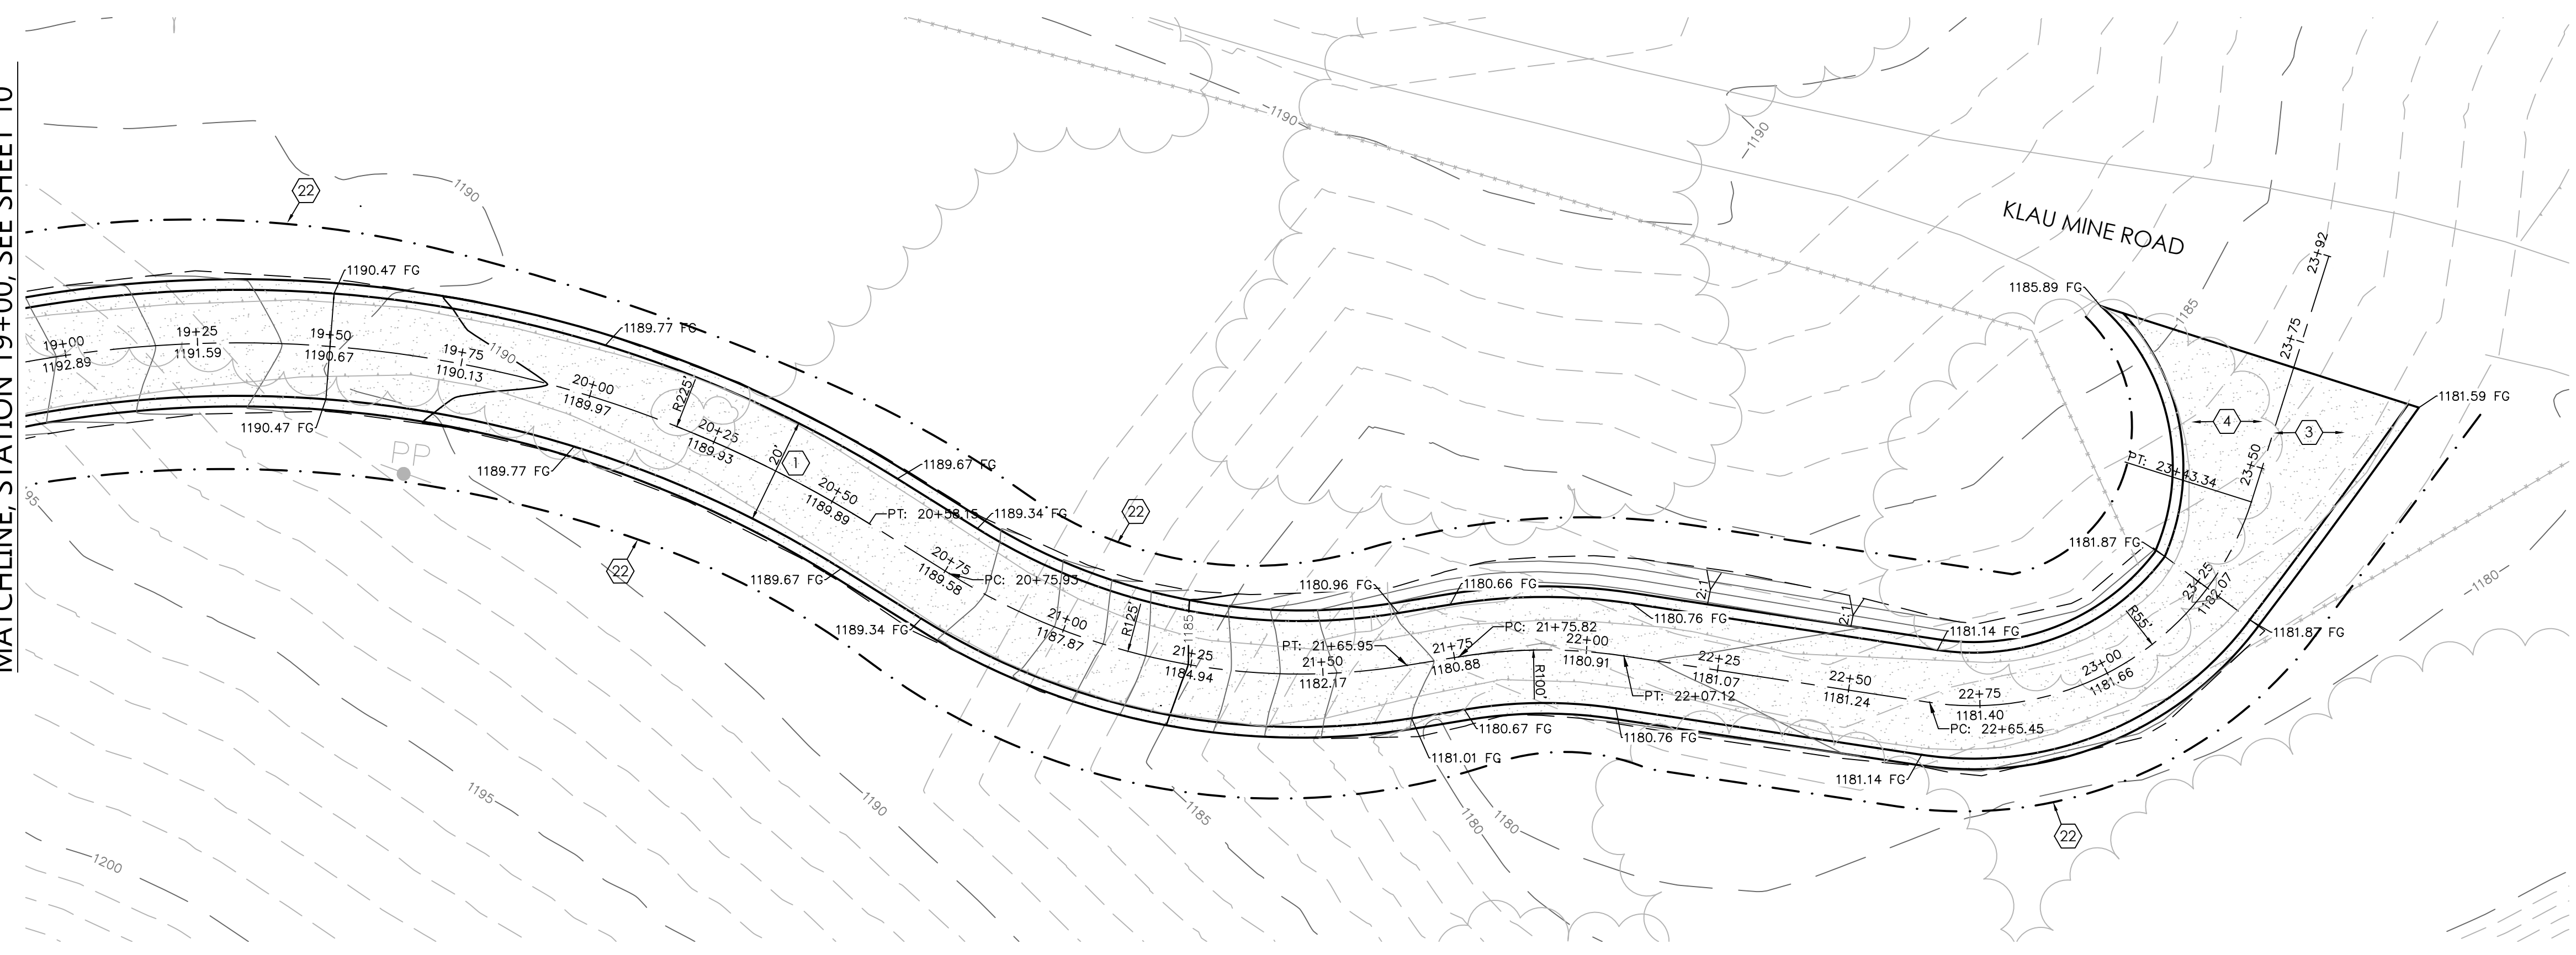 MATCHLINE, STATION 19+00, SEE SHEET 10
-1190
-1190
KLAU MINE ROAD
22
1190
23+92
1190.47 FG
1185.89 FG
1185
23+75
19+00
1192.89
19+25
1191.59
19+50
1190.67
19+75
1190.13
1190
1189.77 FG
20+00
1189.97
R225'
20+25
1189.93
20'
1
1181.59 FG
4
3
1190.47 FG
PP
1189.77 FG
1189.67 FG
23+50
PT: 23+43.34
95
20+50
1189.89
PT: 20+58.15
1189.34 FG
22
22
20+75
1189.58
PC: 20+75.93
1189.67 FG
1189.34 FG
21+00
1187.87
R125'
1185
1180.96 FG
1180.66 FG
2:1
2:1
1180.76 FG
1181.87 FG
23+25
1182.07
R55'
1181.14 FG
1181.87 FG
-1180
21+25
1184.94
PT: 21+65.95
21+50
1182.17
21+75
1180.88
PC: 21+75.82
22+00
1180.91
R100'
PT: 22+07.12
22+25
1181.07
22+50
1181.24
22+75
1181.40
PC: 22+65.45
23+00
1181.66
1180.67 FG
1180.76 FG
1181.01 FG
1181.14 FG
22
1195
1190
1185
1180
1180
1200